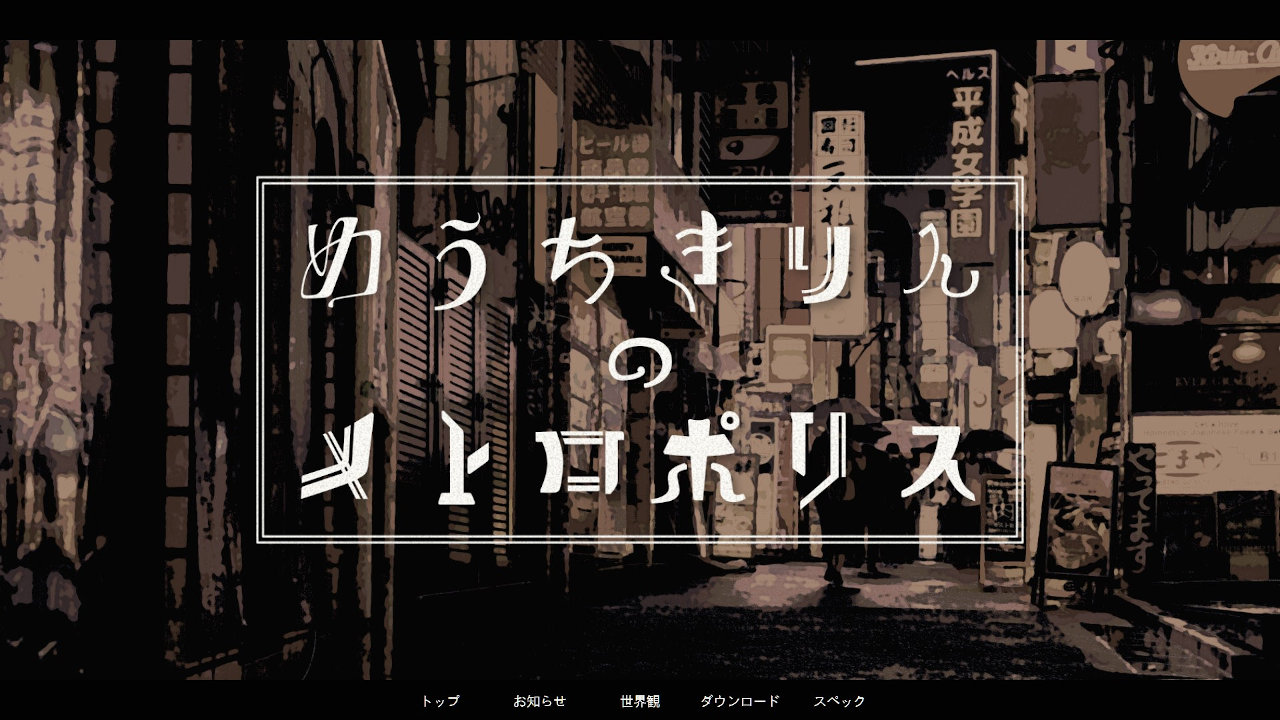 ヘルス
平成女学園
ビール園
めうちきりん
の
メトロポリス
やってます
トップ
お知らせ
世界観
ダウンロード
スペック